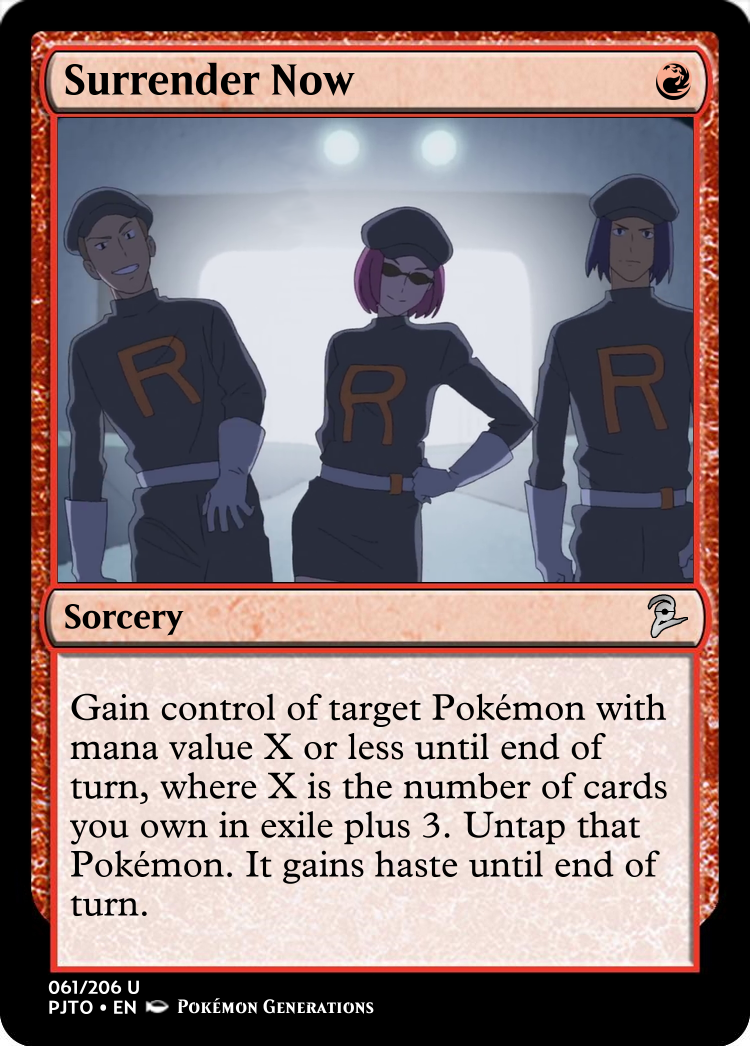 Surrender Now
R R R
Sorcery
Gain control of target Pokémon with
mana value X or less until end of
turn, where X is the number of cards
you own in exile plus 3. Untap that
Pokémon. It gains haste until end of
turn.
061/206 U
PJTO • EN Pokémon Generations